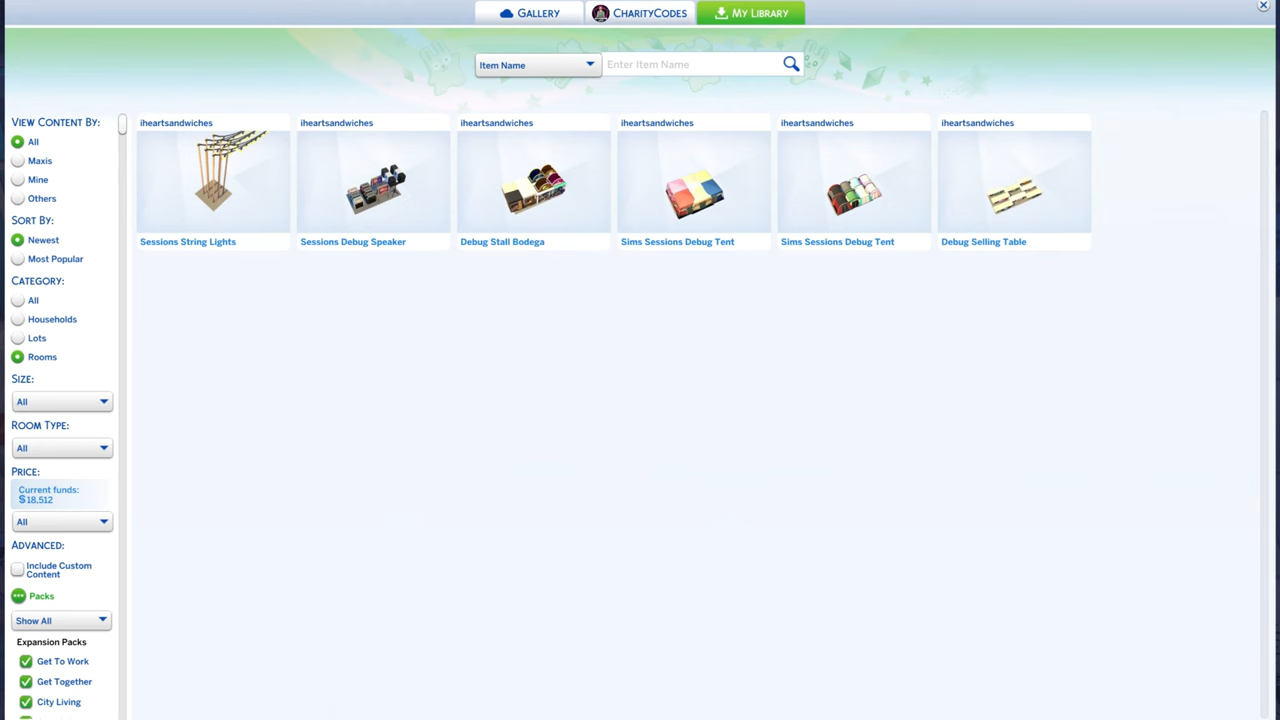 GALLERY
CHARITYCODES
MY LIBRARY
Item Name
Enter Item Name
VIEW CONTENT BY:
All
Maxis
Mine
Others
SORT BY:
Newest
Most Popular
CATEGORY:
All
Households
Lots
Rooms
SIZE:
All
ROOM TYPE:
All
PRICE:
Current funds:
§18,512
All
ADVANCED:
Include Custom
Content
Packs
Show All
Expansion Packs
Get To Work
Get Together
City Living
iheartsandwiches
Sessions String Lights
iheartsandwiches
Sessions Debug Speaker
iheartsandwiches
Debug Stall Bodega
iheartsandwiches
Sims Sessions Debug Tent
iheartsandwiches
Sims Sessions Debug Tent
iheartsandwiches
Debug Selling Table